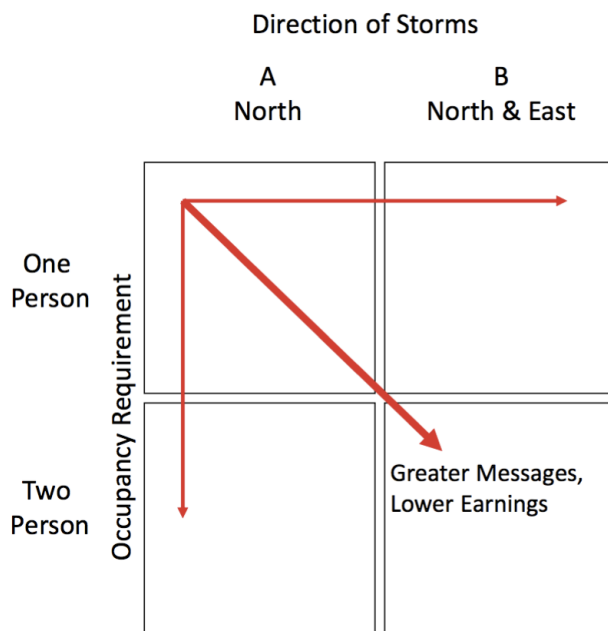 Direction of Storms
A
North
B
North & East
One
Person
Occupancy Requirement
Two
Person
Greater Messages,
Lower Earnings